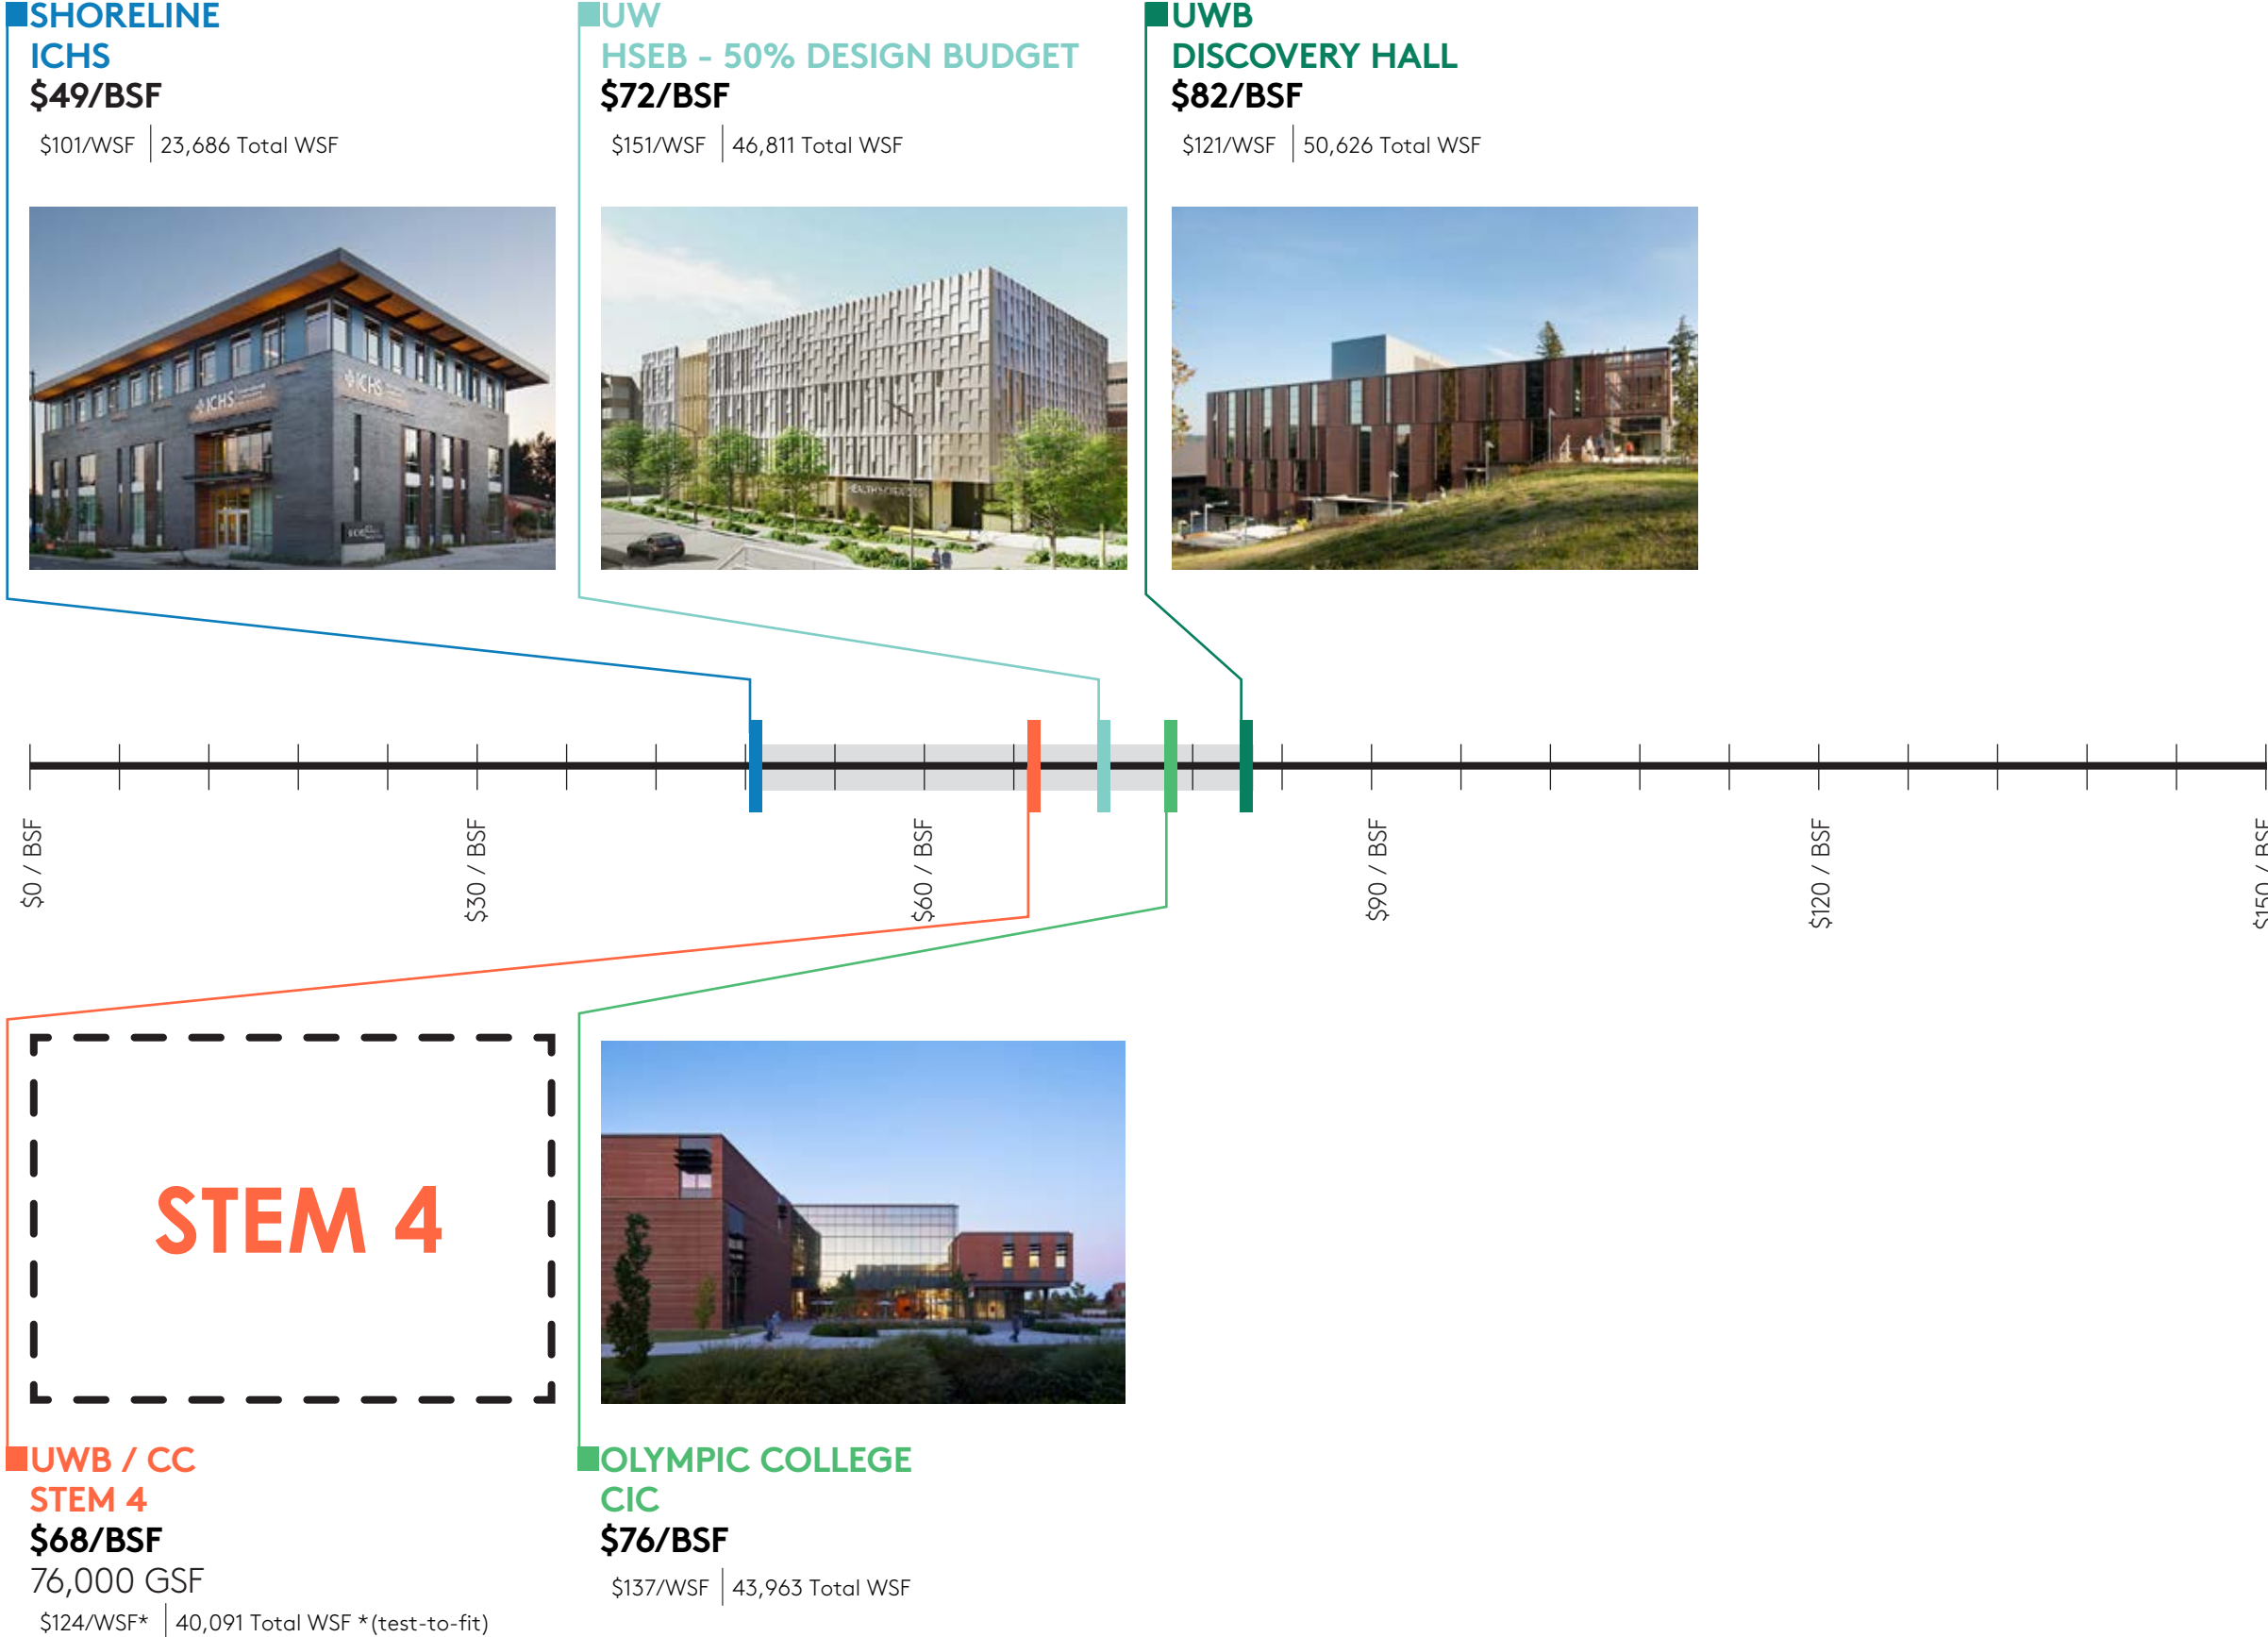 SHORELINE
ICHS
$49/BSF
$101/WSF | 23,686 Total WSF
UW
HSEB - 50% DESIGN BUDGET
$72/BSF
$151/WSF | 46,811 Total WSF
UWB
DISCOVERY HALL
$82/BSF
$121/WSF | 50,626 Total WSF
ICHS
ICHS
HEALTH SCIENCES
$0 / BSF
$30 / BSF
$60 / BSF
$90 / BSF
$120 / BSF
$150 / BSF
STEM 4
UWB / CC
STEM 4
$68/BSF
76,000 GSF
$124/WSF* | 40,091 Total WSF *(test-to-fit)
OLYMPIC COLLEGE
CIC
$76/BSF
$137/WSF | 43,963 Total WSF